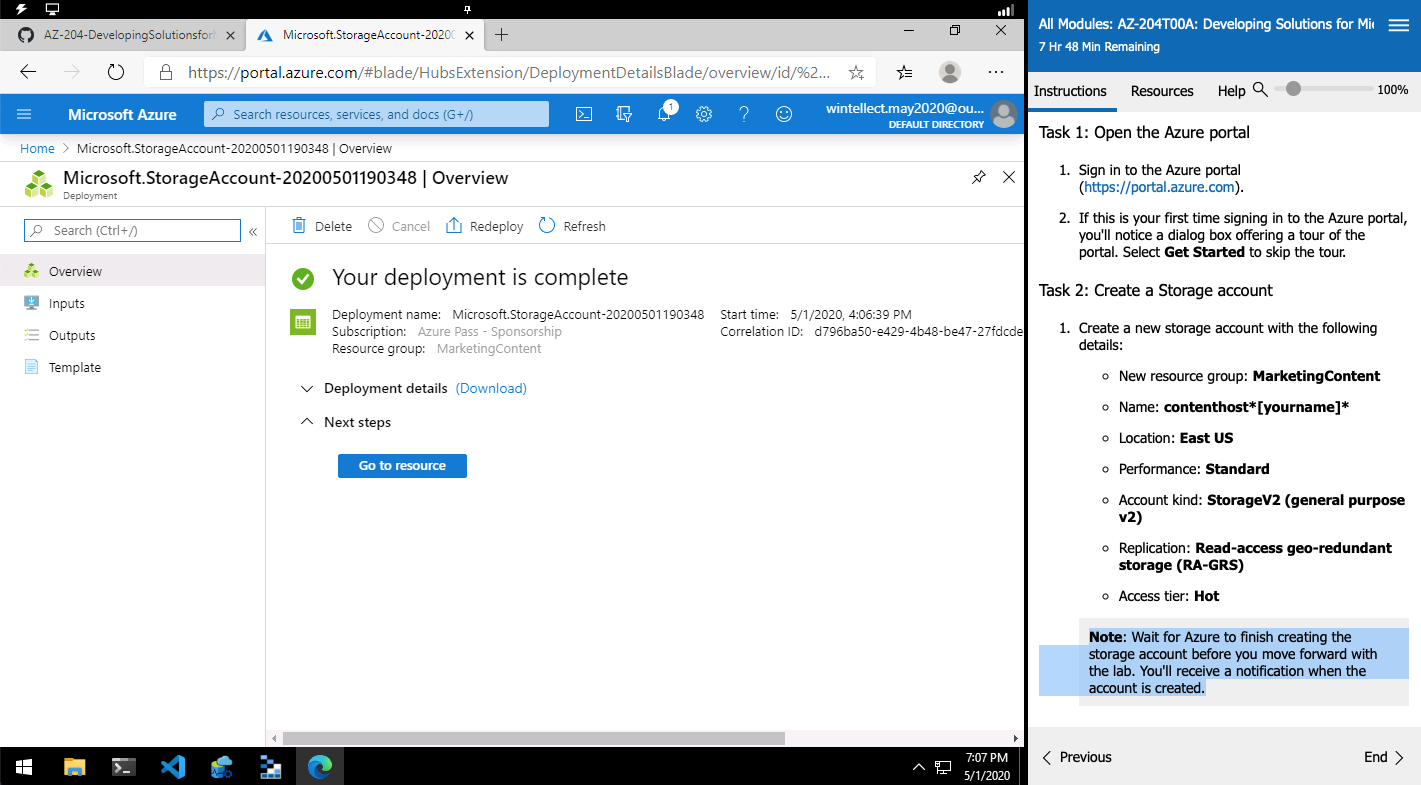 AZ-204-DevelopingSolutionsfor
Microsoft.StorageAccount-20200
https://portal.azure.com/#blade/HubsExtension/DeploymentDetailsBlade/overview/id/%2...
Microsoft Azure
Search resources, services, and docs (G+/)
1
wintellect.may2020@ou...
DEFAULT DIRECTORY
Home > Microsoft.StorageAccount-20200501190348 | Overview
Microsoft.StorageAccount-20200501190348 | Overview
Deployment
Search (Ctrl+/)
«
Overview
Inputs
Outputs
Template
Delete
Cancel
Redeploy
Refresh
Your deployment is complete
Deployment name: Microsoft.StorageAccount-20200501190348
Subscription: Azure Pass - Sponsorship
Resource group: MarketingContent
Start time: 5/1/2020, 4:06:39 PM
Correlation ID: d796ba50-e429-4b48-be47-27fdcde
Deployment details (Download)
Next steps
Go to resource
7:07 PM
5/1/2020
All Modules: AZ-204T00A: Developing Solutions for Mi
7 Hr 48 Min Remaining
Instructions Resources Help 100%
Task 1: Open the Azure portal
1. Sign in to the Azure portal
(https://portal.azure.com).
2. If this is your first time signing in to the Azure portal,
you'll notice a dialog box offering a tour of the
portal. Select Get Started to skip the tour.
Task 2: Create a Storage account
1. Create a new storage account with the following
details:
New resource group: MarketingContent
Name: contenthost*[yourname]*
Location: East US
Performance: Standard
Account kind: StorageV2 (general purpose
v2)
Replication: Read-access geo-redundant
storage (RA-GRS)
Access tier: Hot
Note: Wait for Azure to finish creating the
storage account before you move forward with
the lab. You'll receive a notification when the
account is created.
Previous
End